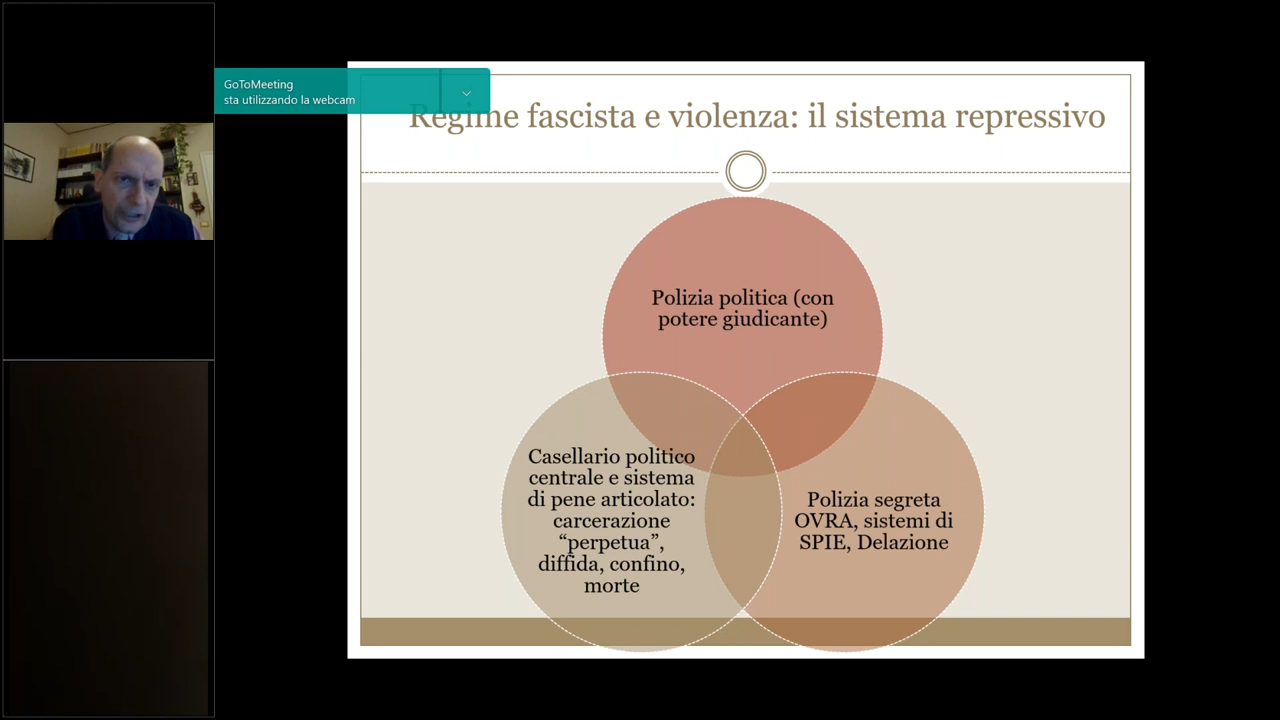 GoToMeeting
sta utilizzando la webcam
Regime fascista e violenza: il sistema repressivo
Polizia politica (con
potere giudicante)
Casellario politico
centrale e sistema
di pene articolato:
carcerazione
“perpetua”,
diffida, confino,
morte
Polizia segreta
OVRA, sistemi di
SPIE, Delazione